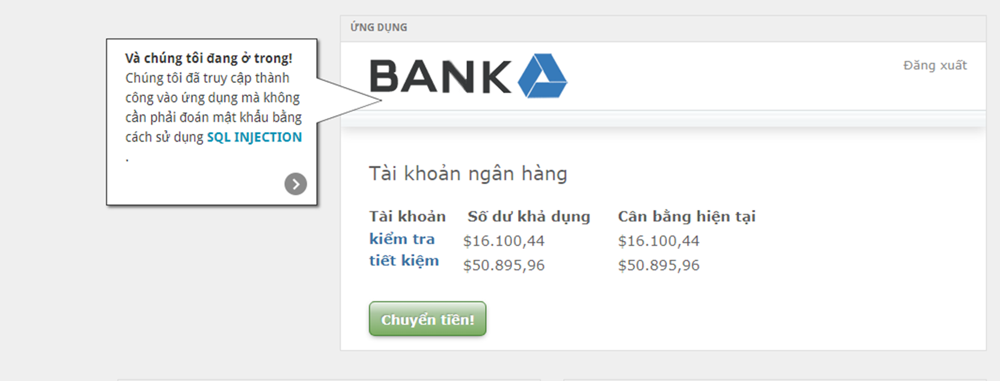 ỨNG DỤNG
Và chúng tôi đang ở trong!
Chúng tôi đã truy cập thành
công vào ứng dụng mà không
cần phải đoán mật khẩu bằng
cách sử dụng SQL INJECTION
.
BANK
Đăng xuất
Tài khoản ngân hàng
Tài khoản Số dư khả dụng Cân bằng hiện tại
kiểm tra $16.100,44 $16.100,44
tiết kiệm $50.895,96 $50.895,96
Chuyển tiền!